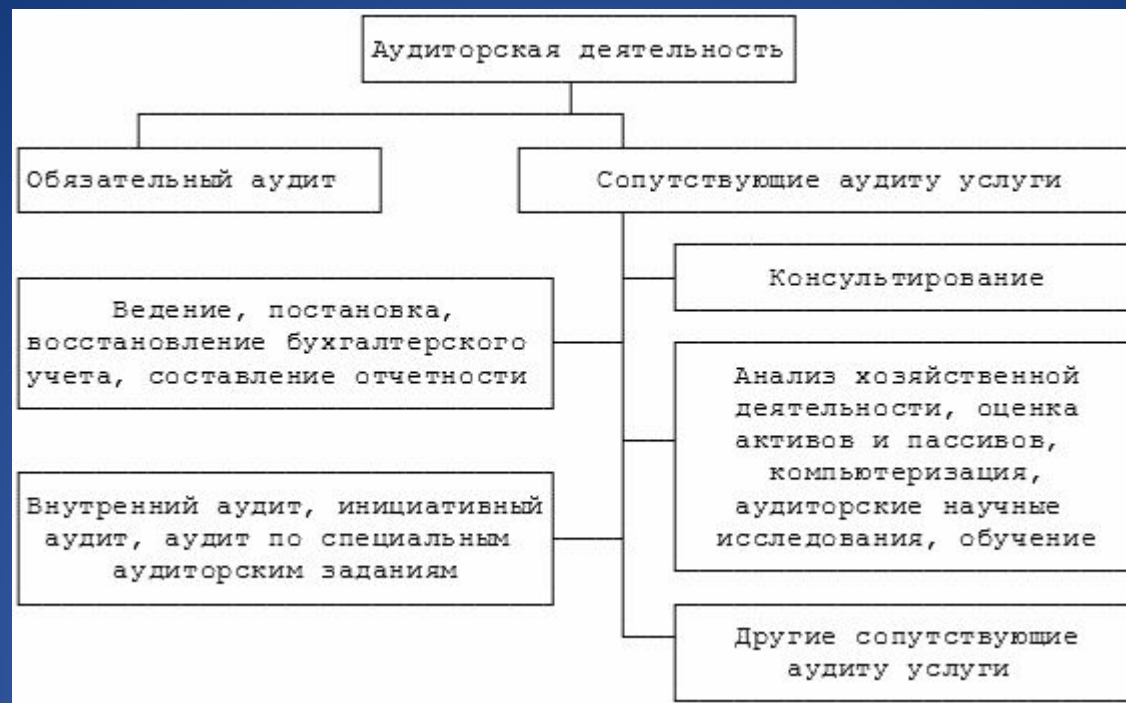 Аудиторская деятельность
Обязательный аудит
Сопутствующие аудиту услуги
Консультирование
Ведение, постановка,
восстановление бухгалтерского
учета, составление отчетности
Анализ хозяйственной
деятельности, оценка
активов и пассивов,
компьютеризация,
аудиторские научные
исследования, обучение
Внутренний аудит, инициативный
аудит, аудит по специальным
аудиторским заданиям
Другие сопутствующие
аудиту услуги